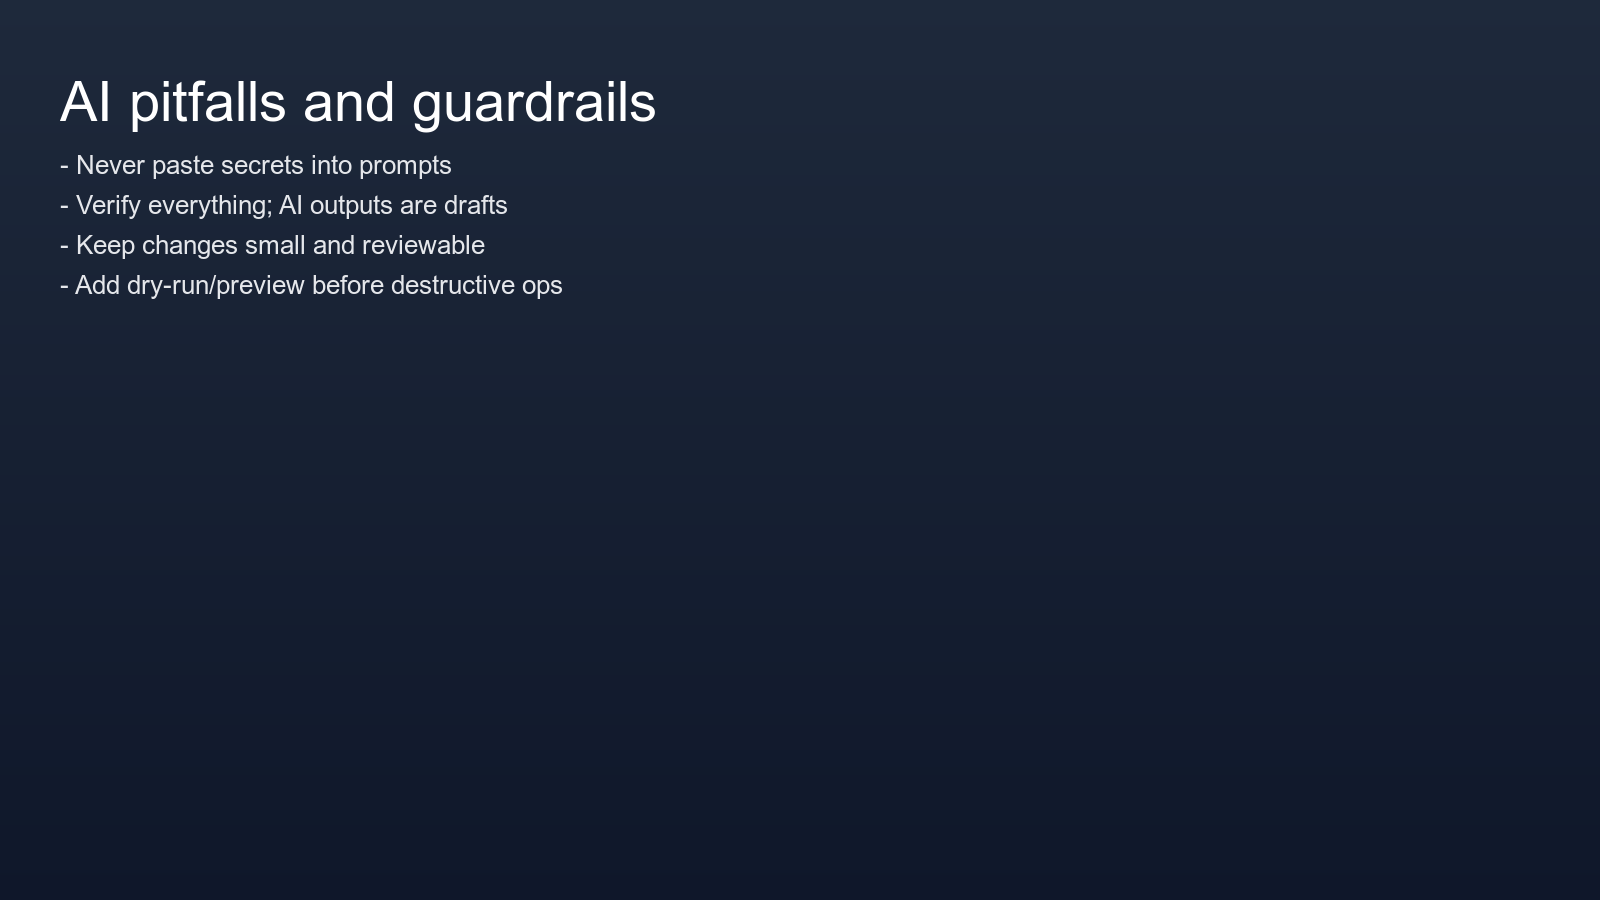 AI pitfalls and guardrails
- Never paste secrets into prompts
- Verify everything; AI outputs are drafts
- Keep changes small and reviewable
- Add dry-run/preview before destructive ops